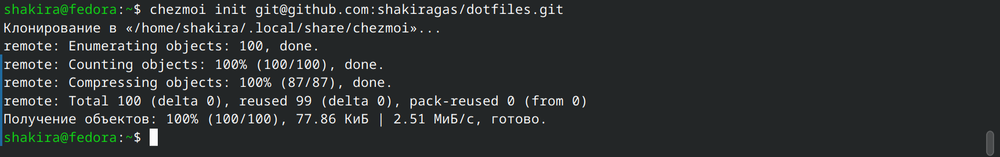 shakira@fedora:~$ chezmoi init git@github.com:shakiragas/dotfiles.git
Клонирование в «/home/shakira/.local/share/chezmoi»...
remote: Enumerating objects: 100, done.
remote: Counting objects: 100% (100/100), done.
remote: Compressing objects: 100% (87/87), done.
remote: Total 100 (delta 0), reused 99 (delta 0), pack-reused 0 (from 0)
Получение объектов: 100% (100/100), 77.86 КиБ | 2.51 МиБ/с, готово.
shakira@fedora:~$